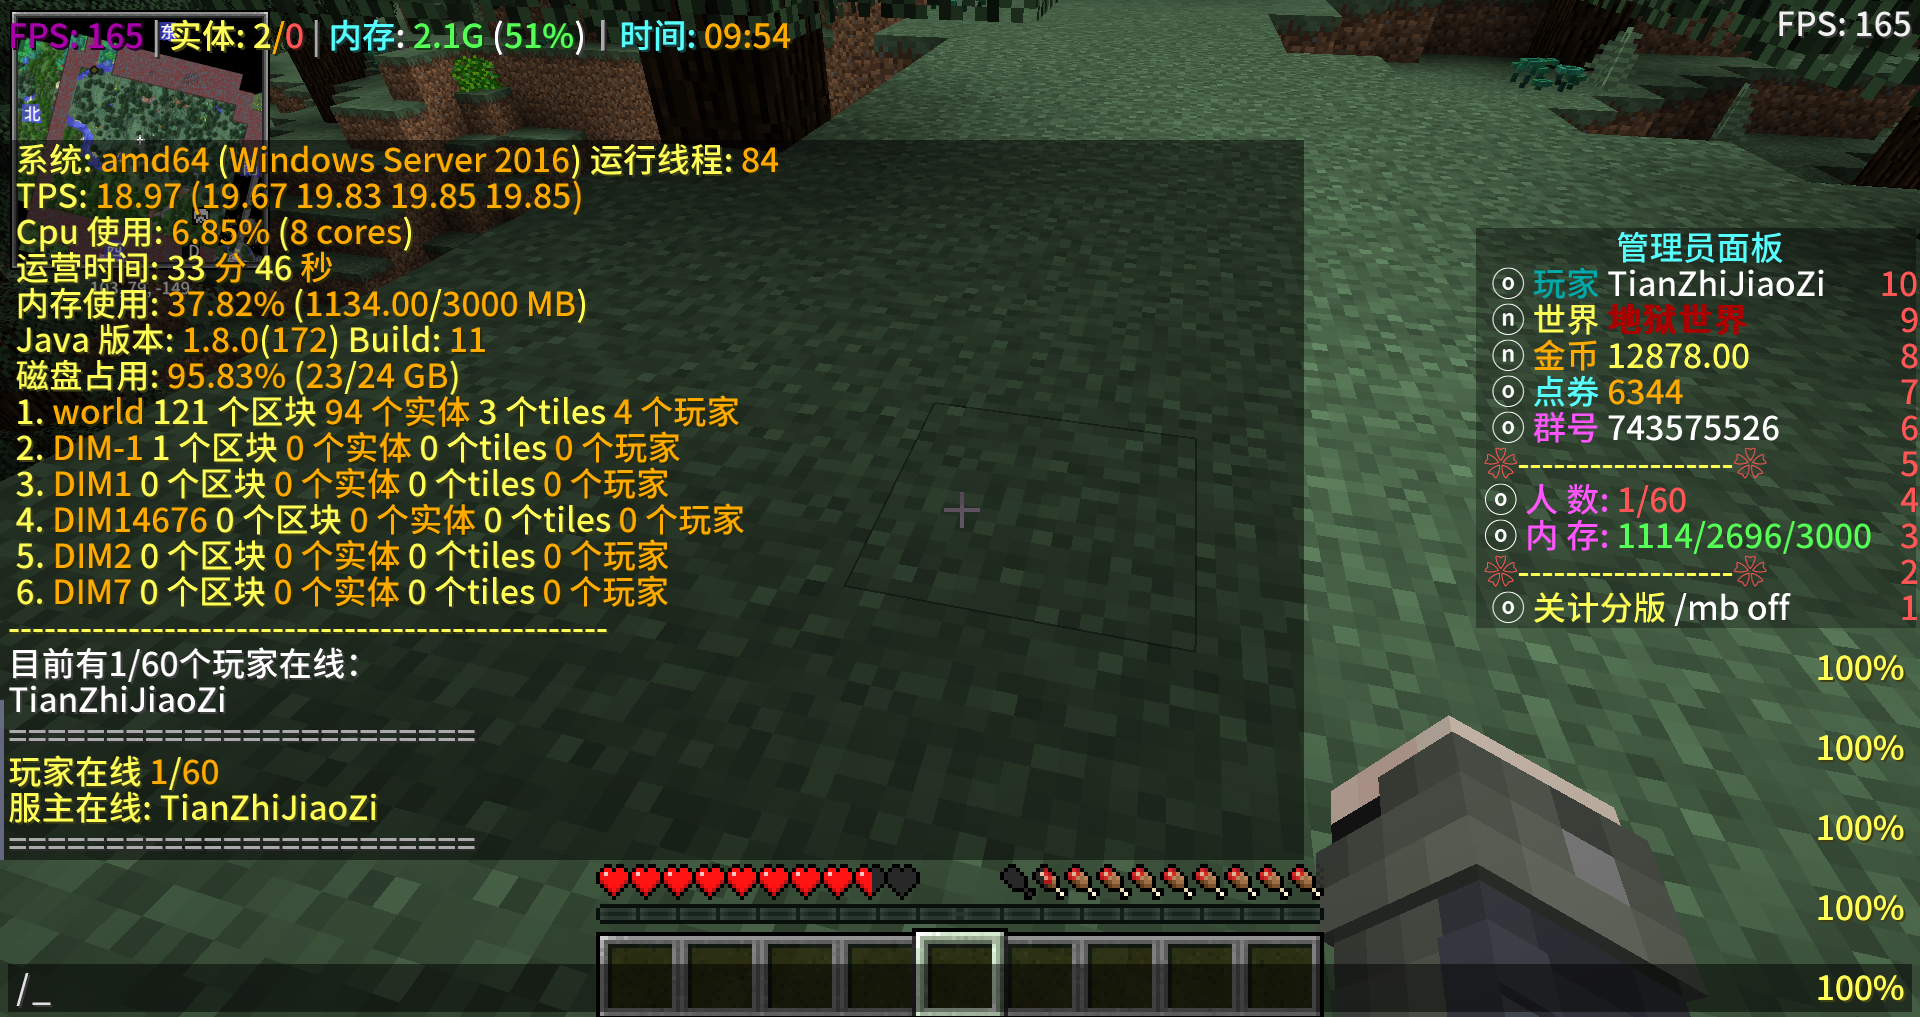 FPS: 165 | 实体: 2/0 | 内存: 2.1G (51%) | 时间: 09:54
FPS: 165
东
北
系统: amd64 (Windows Server 2016) 运行线程: 84
TPS: 18.97 (19.67 19.83 19.85 19.85)
Cpu 使用: 6.85% (8 cores)
运营时间: 33 分 46 秒
103, 79, -149
内存使用: 37.82% (1134.00/3000 MB)
Java 版本: 1.8.0(172) Build: 11
磁盘占用: 95.83% (23/24 GB)
1. world 121 个区块 94 个实体 3 个tiles 4 个玩家
2. DIM-1 1 个区块 0 个实体 0 个tiles 0 个玩家
3. DIM1 0 个区块 0 个实体 0 个tiles 0 个玩家
4. DIM14676 0 个区块 0 个实体 0 个tiles 0 个玩家
5. DIM2 0 个区块 0 个实体 0 个tiles 0 个玩家
6. DIM7 0 个区块 0 个实体 0 个tiles 0 个玩家
--------------------------------------------------
目前有1/60个玩家在线：
TianZhiJiaoZi
==========================
玩家在线 1/60
服主在线: TianZhiJiaoZi
==========================
/_
管理员面板
ⓞ 玩家 TianZhiJiaoZi 10
ⓝ 世界 地狱世界 9
ⓝ 金币 12878.00 8
ⓞ 点券 6344 7
ⓞ 群号 743575526 6
❀------------------❀ 5
ⓞ 人 数: 1/60 4
ⓞ 内 存: 1114/2696/3000 3
❀------------------❀ 2
ⓞ 关计分版 /mb off 1
100%
100%
100%
100%
100%